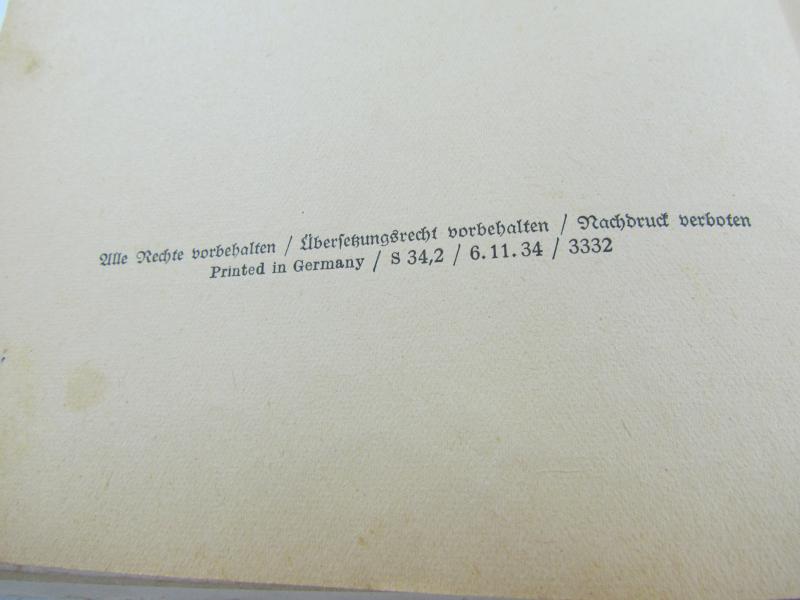 Alle Rechte vorbehalten / Übersetzungsrecht vorbehalten / Nachdruck verboten
Printed in Germany / S 34,2 / 6.11.34 / 3332